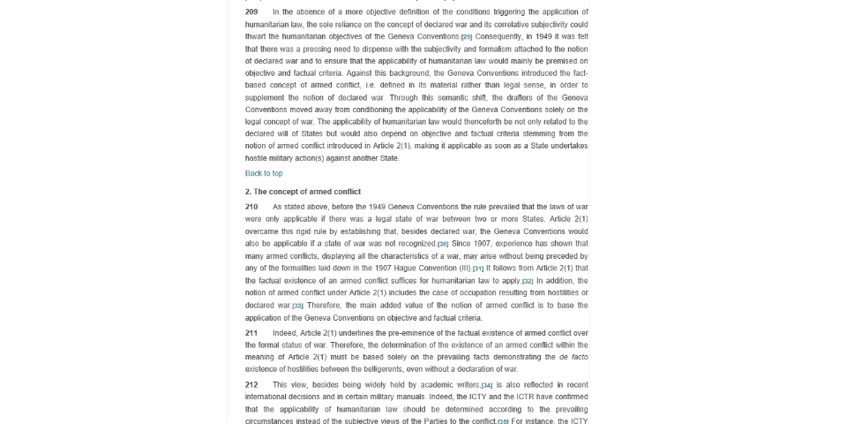 209 In the absence of a more objective definition of the conditions triggering the application of
humanitarian law, the sole reliance on the concept of declared war and its correlative subjectivity could
thwart the humanitarian objectives of the Geneva Conventions.[29] Consequently, in 1949 it was felt
that there was a pressing need to dispense with the subjectivity and formalism attached to the notion
of declared war and to ensure that the applicability of humanitarian law would mainly be premised on
objective and factual criteria. Against this background, the Geneva Conventions introduced the fact-
based concept of armed conflict, i.e. defined in its material rather than legal sense, in order to
supplement the notion of declared war. Through this semantic shift, the drafters of the Geneva
Conventions moved away from conditioning the applicability of the Geneva Conventions solely on the
legal concept of war. The applicability of humanitarian law would thenceforth be not only related to the
declared will of States but would also depend on objective and factual criteria stemming from the
notion of armed conflict introduced in Article 2(1), making it applicable as soon as a State undertakes
hostile military action(s) against another State.
Back to top
2. The concept of armed conflict
210 As stated above, before the 1949 Geneva Conventions the rule prevailed that the laws of war
were only applicable if there was a legal state of war between two or more States. Article 2(1)
overcame this rigid rule by establishing that, besides declared war, the Geneva Conventions would
also be applicable if a state of war was not recognized.[30] Since 1907, experience has shown that
many armed conflicts, displaying all the characteristics of a war, may arise without being preceded by
any of the formalities laid down in the 1907 Hague Convention (III).[31] It follows from Article 2(1) that
the factual existence of an armed conflict suffices for humanitarian law to apply.[32] In addition, the
notion of armed conflict under Article 2(1) includes the case of occupation resulting from hostilities or
declared war.[33] Therefore, the main added value of the notion of armed conflict is to base the
application of the Geneva Conventions on objective and factual criteria.
211 Indeed, Article 2(1) underlines the pre-eminence of the factual existence of armed conflict over
the formal status of war. Therefore, the determination of the existence of an armed conflict within the
meaning of Article 2(1) must be based solely on the prevailing facts demonstrating the de facto
existence of hostilities between the belligerents, even without a declaration of war.
212 This view, besides being widely held by academic writers,[34] is also reflected in recent
international decisions and in certain military manuals. Indeed, the ICTY and the ICTR have confirmed
that the applicability of humanitarian law should be determined according to the prevailing
circumstances instead of the subjective views of the Parties to the conflict.[35] For instance, the ICTY